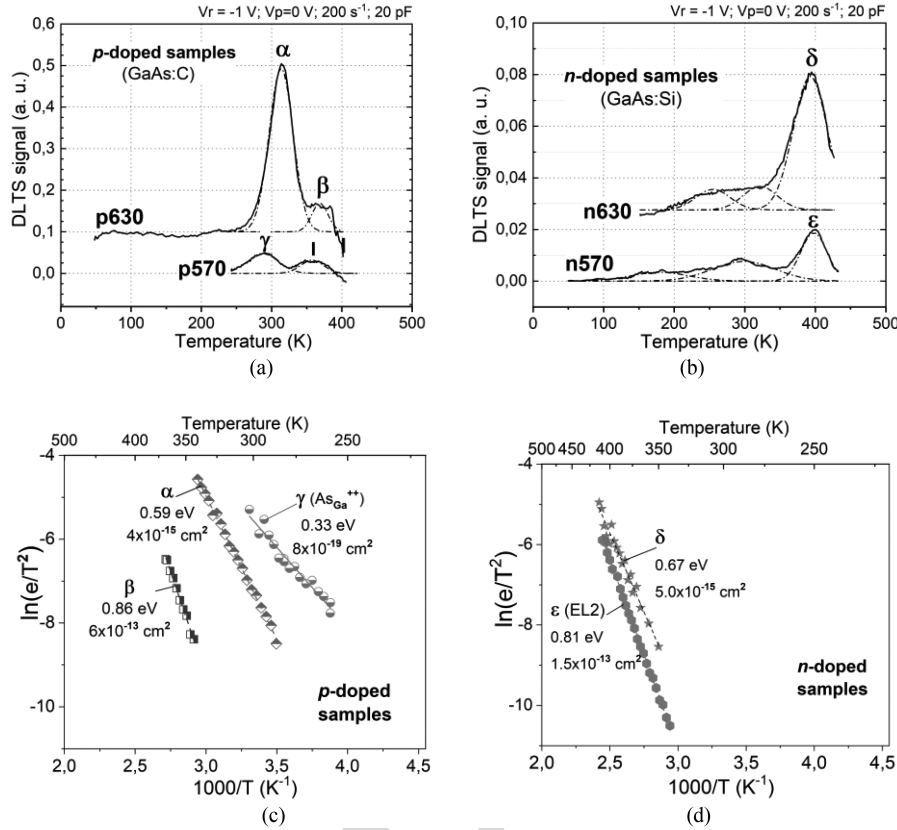 Vr = -1 V; Vp=0 V; 200 s⁻¹; 20 pF
DLTS signal (a. u.)
0,6
0,5
0,4
0,3
0,2
0,1
0,0
p-doped samples
(GaAs:C)
α
β
p630
γ
I
p570
0 100 200 300 400 500
Temperature (K)
(a)
Vr = -1 V; Vp=0 V; 200 s⁻¹; 20 pF
DLTS signal (a. u.)
0,10
0,08
0,06
0,04
0,02
0,00
n-doped samples
(GaAs:Si)
δ
n630
ε
n570
0 100 200 300 400 500
Temperature (K)
(b)
Temperature (K)
500 450 400 350 300 250
ln(e/T²)
-4
-6
-8
-10
α
0.59 eV
4x10⁻¹⁵ cm²
γ (As_Ga⁺⁺)
0.33 eV
8x10⁻¹⁹ cm²
β
0.86 eV
6x10⁻¹³ cm²
p-doped
samples
2,0 2,5 3,0 3,5 4,0 4,5
1000/T (K⁻¹)
(c)
Temperature (K)
500 450 400 350 300 250
ln(e/T²)
-4
-6
-8
-10
δ
0.67 eV
5.0x10⁻¹⁵ cm²
ε (EL2)
0.81 eV
1.5x10⁻¹³ cm²
n-doped
samples
2,0 2,5 3,0 3,5 4,0 4,5
1000/T (K⁻¹)
(d)